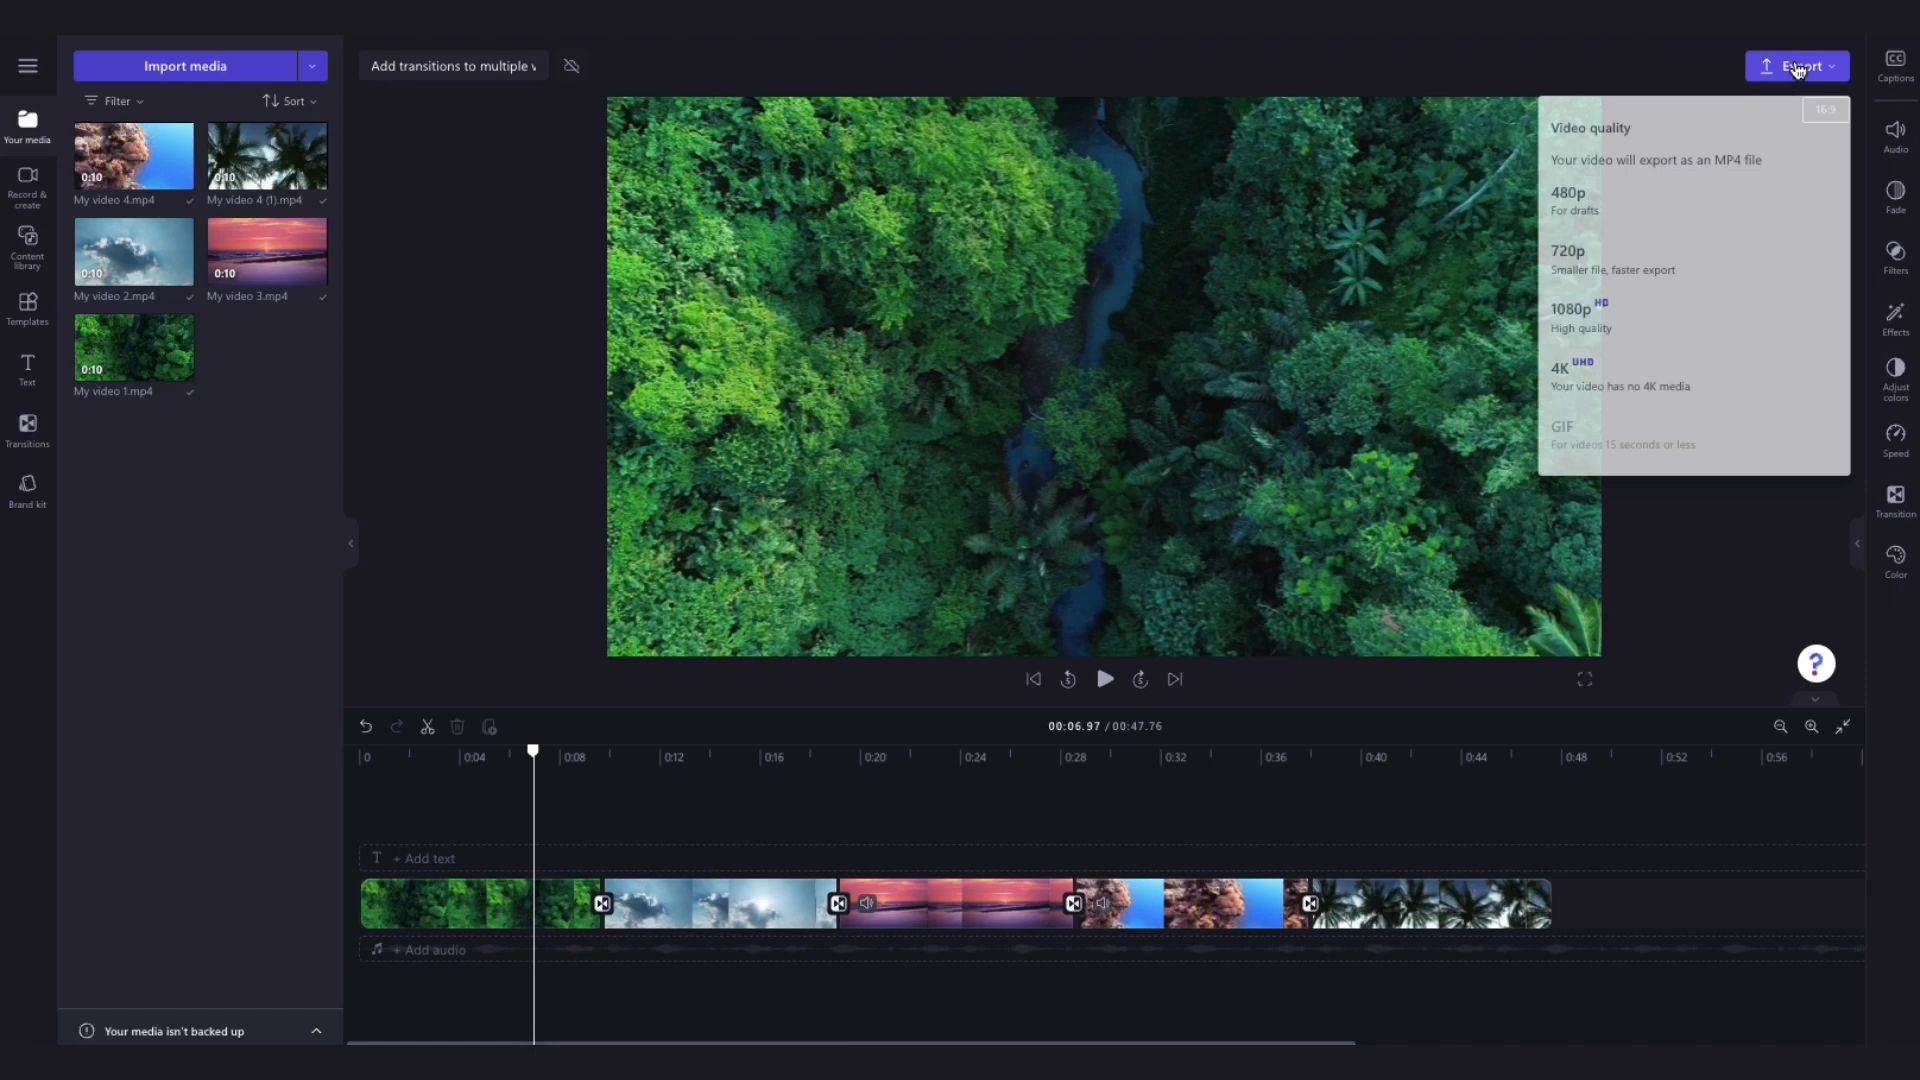 Import media
Add transitions to multiple v
Export
CC
Captions
Filter
Sort
16:9
Your media
0:10
0:10
My video 4.mp4
My video 4 (1).mp4
Record &
create
0:10
0:10
My video 2.mp4
My video 3.mp4
Content
library
0:10
My video 1.mp4
Templates
T
Text
Transitions
Brand kit
Video quality
Your video will export as an MP4 file
480p
For drafts
720p
Smaller file, faster export
1080p HD
High quality
4K UHD
Your video has no 4K media
GIF
For videos 15 seconds or less
Audio
Fade
Filters
Effects
Adjust
colors
Speed
Transition
Color
5
5
?
00:06.97 / 00:47.76
0 0:04 0:08 0:12 0:16 0:20 0:24 0:28 0:32 0:36 0:40 0:44 0:48 0:52 0:56
T + Add text
+ Add audio
Your media isn't backed up